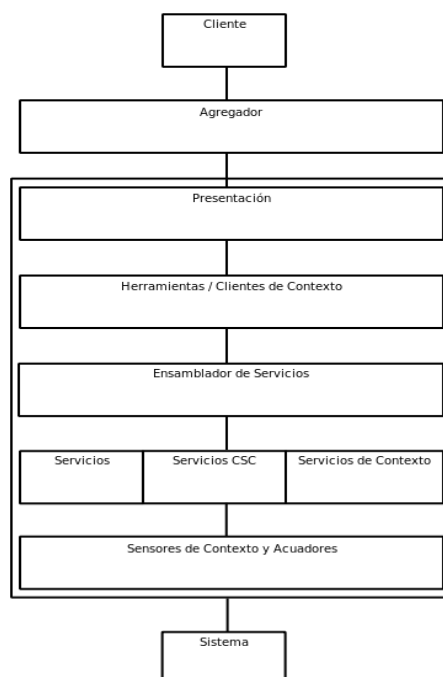 Cliente
Agregador
Presentación
Herramientas / Clientes de Contexto
Ensamblador de Servicios
Servicios
Servicios CSC
Servicios de Contexto
Sensores de Contexto y Acuadores
Sistema